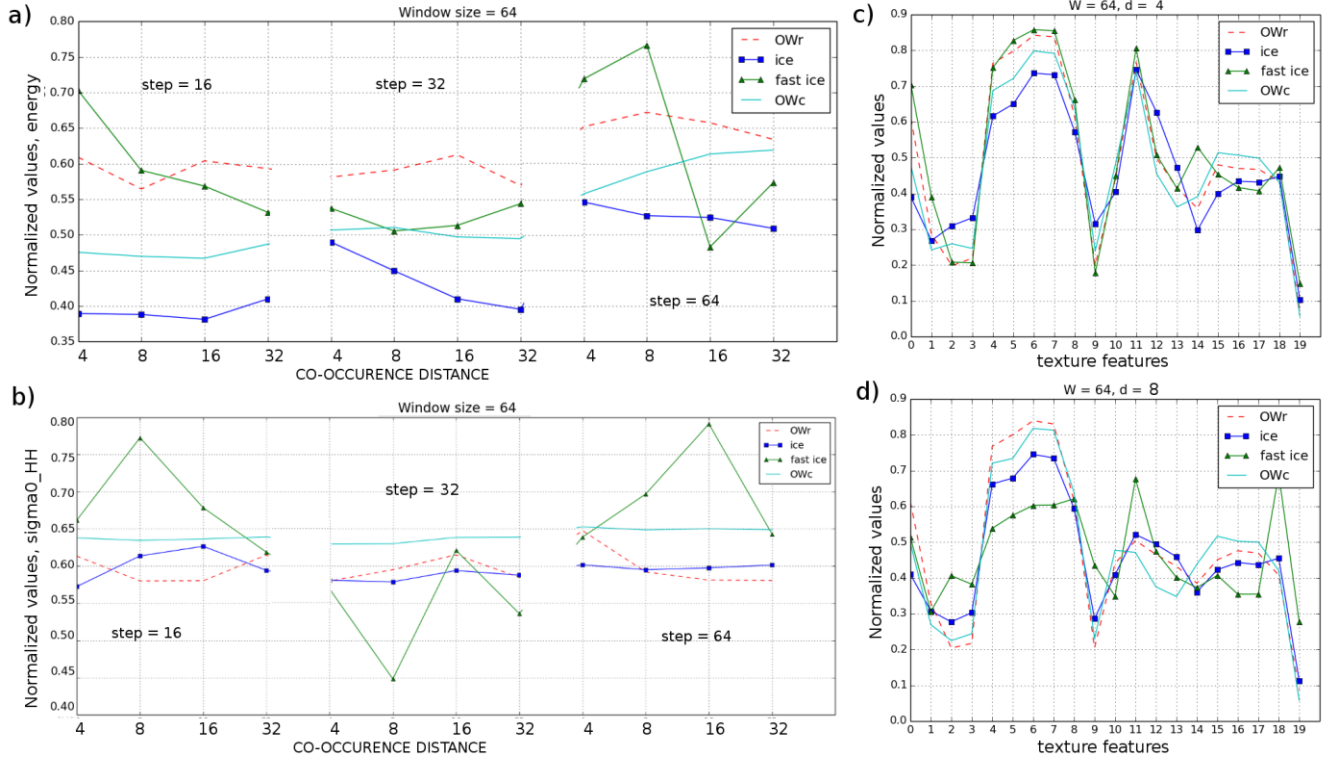 a)
Window size = 64
0.80
0.75
0.70
0.65
0.60
0.55
0.50
0.45
0.40
0.35
Normalized values, energy
OWr
ice
fast ice
OWc
step = 16
step = 32
step = 64
4 8 16 32 4 8 16 32 4 8 16 32
CO-OCCURENCE DISTANCE
b)
Window size = 64
0.80
0.75
0.70
0.65
0.60
0.55
0.50
0.45
0.40
Normalized values, sigma0_HH
OWr
ice
fast ice
OWc
step = 32
step = 16
step = 64
4 8 16 32 4 8 16 32 4 8 16 32
CO-OCCURENCE DISTANCE
c)
W = 64, d = 4
0.9
0.8
0.7
0.6
0.5
0.4
0.3
0.2
0.1
0.0
Normalized values
OWr
ice
fast ice
OWc
0 1 2 3 4 5 6 7 8 9 10 11 12 13 14 15 16 17 18 19
texture features
d)
W = 64, d = 8
0.9
0.8
0.7
0.6
0.5
0.4
0.3
0.2
0.1
0.0
Normalized values
OWr
ice
fast ice
OWc
0 1 2 3 4 5 6 7 8 9 10 11 12 13 14 15 16 17 18 19
texture features